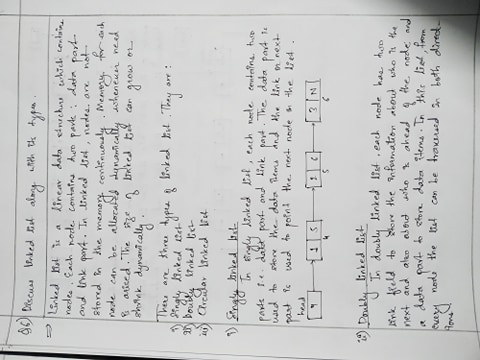 Q6) Discuss linked list along with its types.
⇒ Linked list is a linear data structure which contains
nodes. Each node contains two parts: data part
and link part. In linked list, nodes are not
stored in the memory continuously. Memory for each
node can be allocated dynamically whenever need
is arised. The size of linked list can grow or
shrink dynamically.
There are three types of linked list. They are:
i) Singly linked list
ii) Doubly linked list
iii) Circular linked list
i) Singly linked list
In singly linked list, each node contains two
parts i.e. data part and link part. The data part is
used to store the data items and the link or next
part is used to point the next node in the list.
head
4 1 5 2 6 3 N
4 5 6
ii) Doubly linked list
In doubly linked list, each node has two
link field to store the information about who is the
next and also about who is ahead of the node and
a data part to store data items. In this list, from
every node the list can be traversed in both direct-
ions.